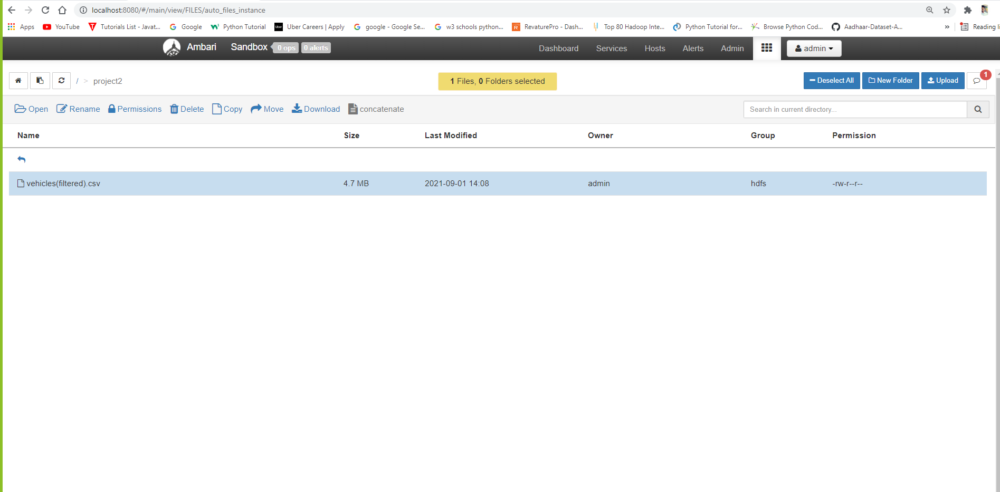 localhost:8080/#/main/view/FILES/auto_files_instance
Apps YouTube Tutorials List - Javat... Google Python Tutorial Uber Uber Careers | Apply google - Google Se... w3 schools python... R RevaturePro - Dash... Top 80 Hadoop Inte... Python Tutorial for... Browse Python Cod... Aadhaar-Dataset-A... » Reading li
Ambari Sandbox 0 ops 0 alerts Dashboard Services Hosts Alerts Admin admin
/ > project2 1 Files, 0 Folders selected Deselect All New Folder Upload 1
Open Rename Permissions Delete Copy Move Download concatenate Search in current directory...
Name Size Last Modified Owner Group Permission
vehicles(filtered).csv 4.7 MB 2021-09-01 14:08 admin hdfs -rw-r--r--